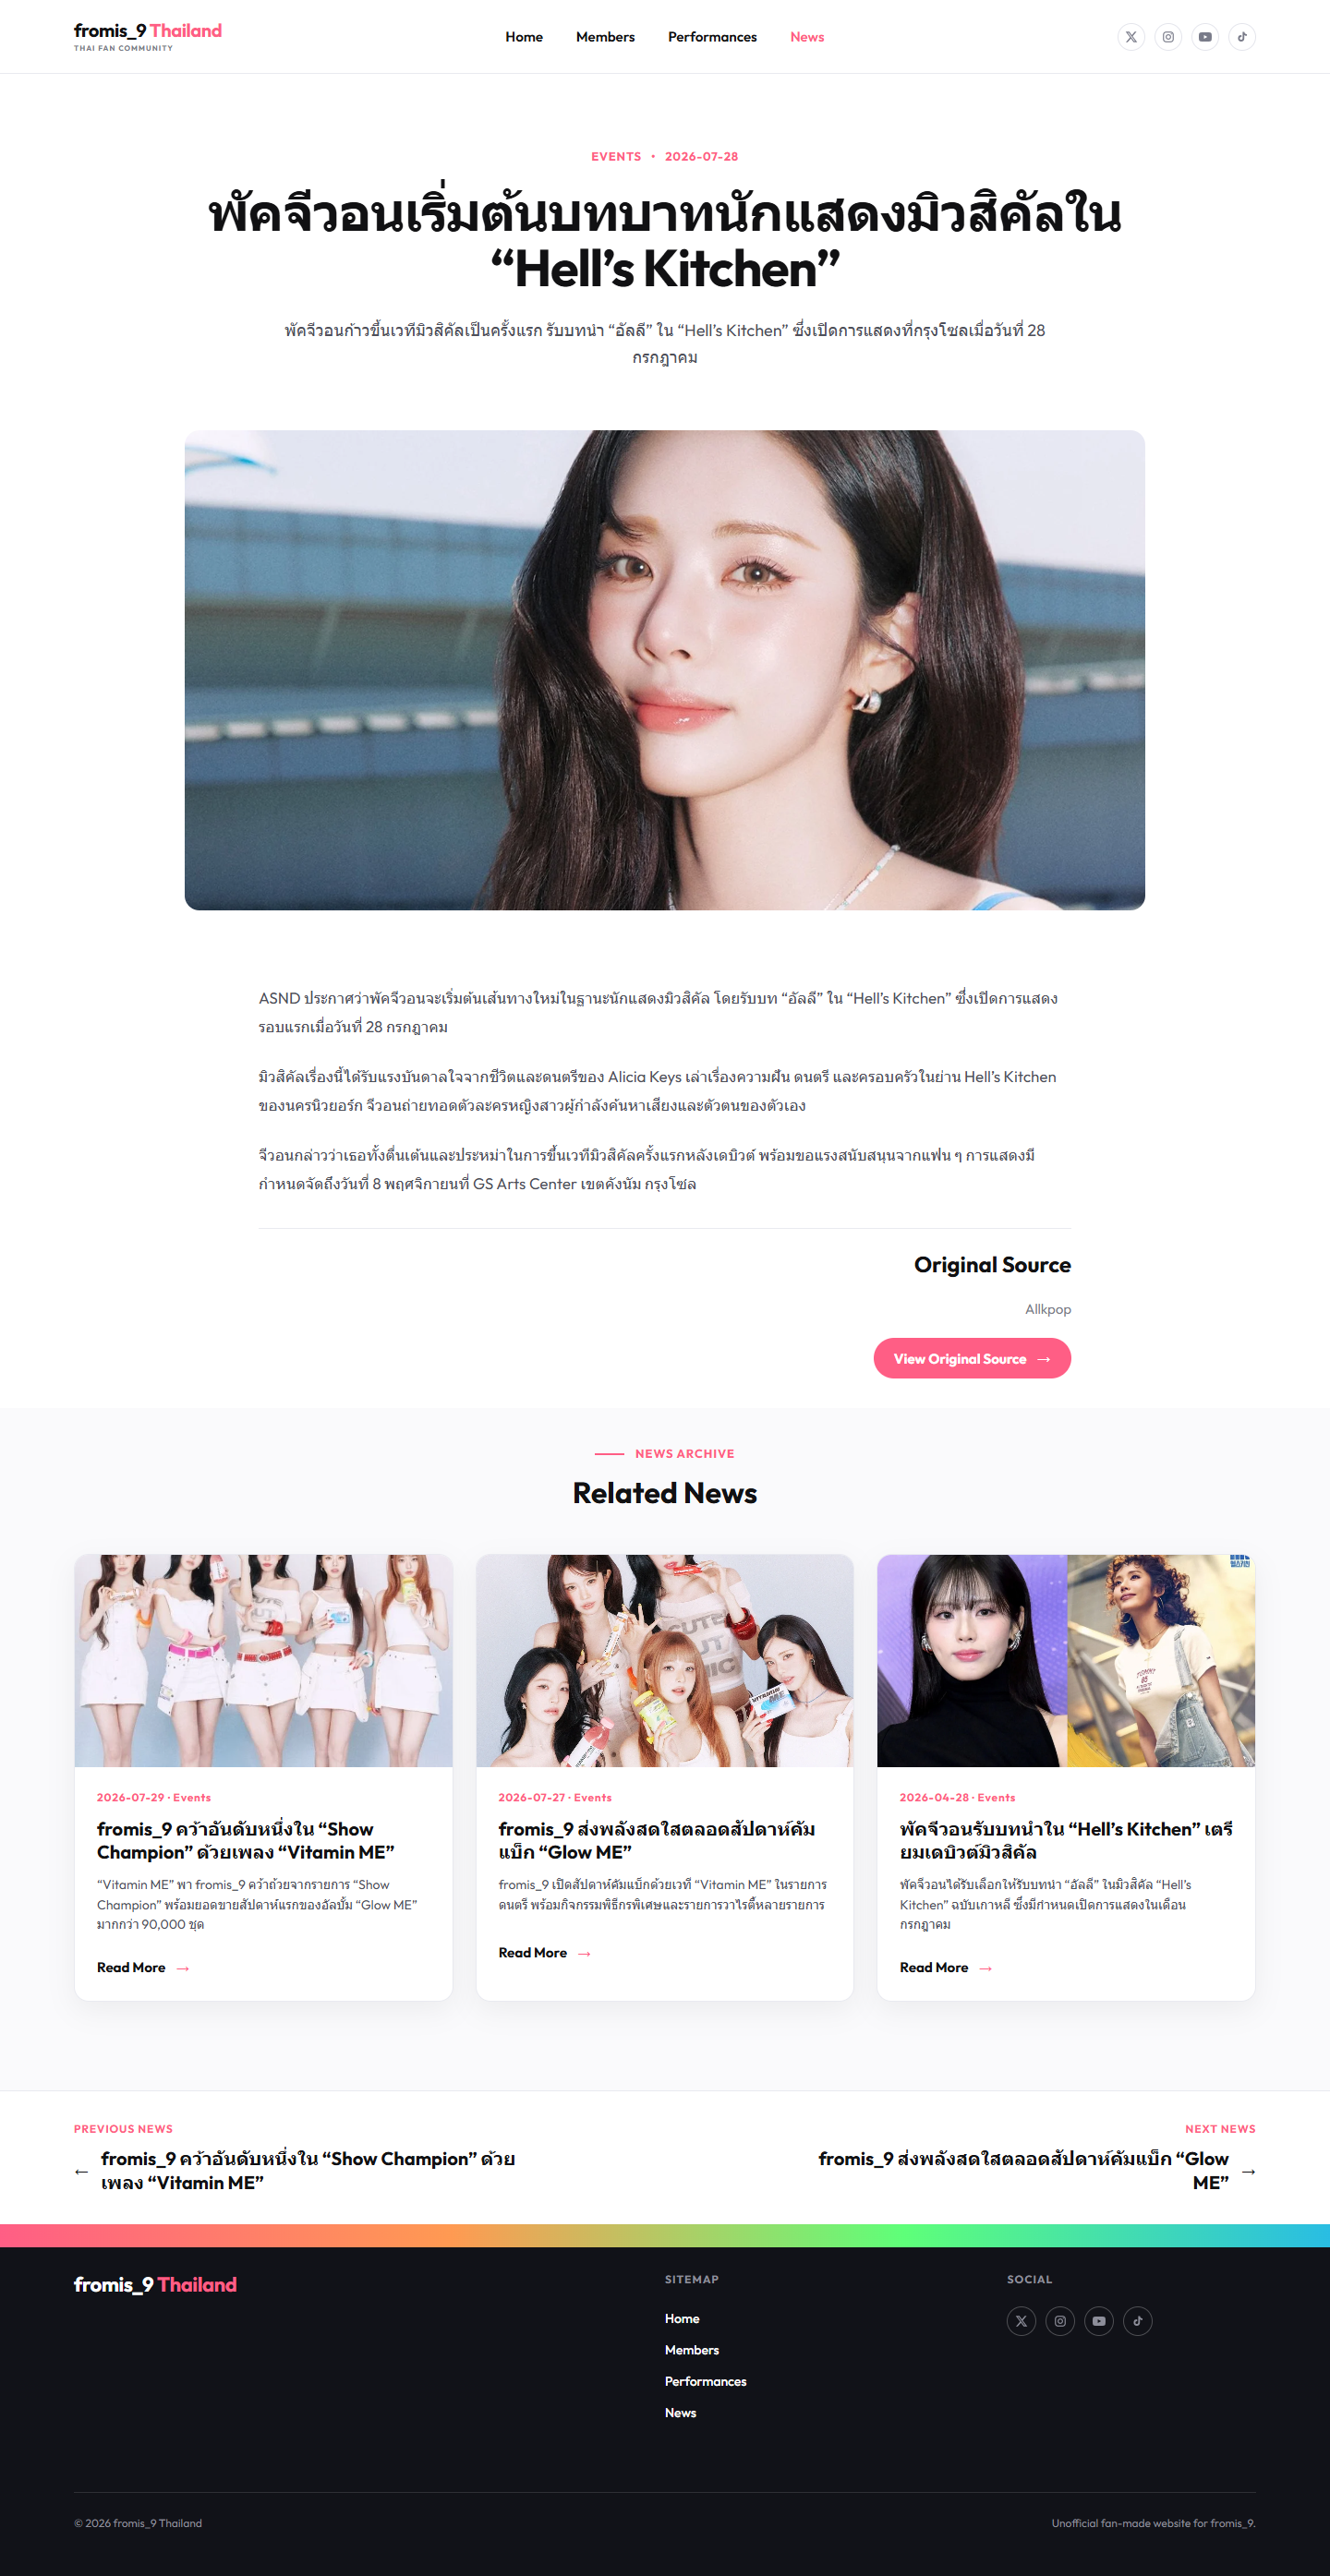 fromis_9 Thailand
THAI FAN COMMUNITY
Home
Members
Performances
News
EVENTS • 2026-07-28
พัคจีวอนเริ่มต้นบทบาทนักแสดงมิวสิคัลใน
“Hell’s Kitchen”
พัคจีวอนก้าวขึ้นเวทีมิวสิคัลเป็นครั้งแรก รับบทนำ “อัลลี” ใน “Hell’s Kitchen” ซึ่งเปิดการแสดงที่กรุงโซลเมื่อวันที่ 28
กรกฎาคม
ASND ประกาศว่าพัคจีวอนจะเริ่มต้นเส้นทางใหม่ในฐานะนักแสดงมิวสิคัล โดยรับบท “อัลลี” ใน “Hell’s Kitchen” ซึ่งเปิดการแสดง
รอบแรกเมื่อวันที่ 28 กรกฎาคม
มิวสิคัลเรื่องนี้ได้รับแรงบันดาลใจจากชีวิตและดนตรีของ Alicia Keys เล่าเรื่องความฝัน ดนตรี และครอบครัวในย่าน Hell’s Kitchen
ของนครนิวยอร์ก จีวอนถ่ายทอดตัวละครหญิงสาวผู้กำลังค้นหาเสียงและตัวตนของตัวเอง
จีวอนกล่าวว่าเธอทั้งตื่นเต้นและประหม่าในการขึ้นเวทีมิวสิคัลครั้งแรกหลังเดบิวต์ พร้อมขอแรงสนับสนุนจากแฟน ๆ การแสดงมี
กำหนดจัดถึงวันที่ 8 พฤศจิกายนที่ GS Arts Center เขตคังนัม กรุงโซล
Original Source
Allkpop
View Original Source →
NEWS ARCHIVE
Related News
2026-07-29 · Events
fromis_9 คว้าอันดับหนึ่งใน “Show
Champion” ด้วยเพลง “Vitamin ME”
“Vitamin ME” พา fromis_9 คว้าถ้วยจากรายการ “Show
Champion” พร้อมยอดขายสัปดาห์แรกของอัลบั้ม “Glow ME”
มากกว่า 90,000 ชุด
Read More →
2026-07-27 · Events
fromis_9 ส่งพลังสดใสตลอดสัปดาห์คัม
แบ็ก “Glow ME”
fromis_9 เปิดสัปดาห์คัมแบ็กด้วยเวที “Vitamin ME” ในรายการ
ดนตรี พร้อมกิจกรรมพิธีกรพิเศษและรายการวาไรตี้หลายรายการ
Read More →
2026-04-28 · Events
พัคจีวอนรับบทนำใน “Hell’s Kitchen” เตรี
ยมเดบิวต์มิวสิคัล
พัคจีวอนได้รับเลือกให้รับบทนำ “อัลลี” ในมิวสิคัล “Hell’s
Kitchen” ฉบับเกาหลี ซึ่งมีกำหนดเปิดการแสดงในเดือน
กรกฎาคม
Read More →
PREVIOUS NEWS
← fromis_9 คว้าอันดับหนึ่งใน “Show Champion” ด้วย
เพลง “Vitamin ME”
NEXT NEWS
fromis_9 ส่งพลังสดใสตลอดสัปดาห์คัมแบ็ก “Glow
ME” →
fromis_9 Thailand
SITEMAP
Home
Members
Performances
News
SOCIAL
© 2026 fromis_9 Thailand
Unofficial fan-made website for fromis_9.